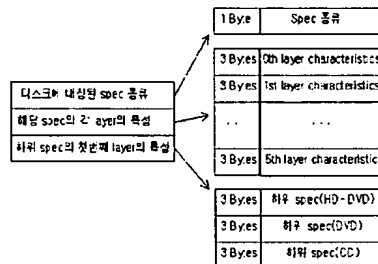 1 Byte Spec 종류
3 Bytes 0th layer characteristics
3 Bytes 1st layer characteristics
.. ...
3 Bytes 5th layer characteristic
디스크에 내장된 spec 종류
해당 spec의 각 layer의 특성
하위 spec의 첫번째 layer의 특성
3 Bytes 하위 spec(HD-DVD)
3 Bytes 하위 spec(DVD)
3 Bytes 하위 spec(CD)